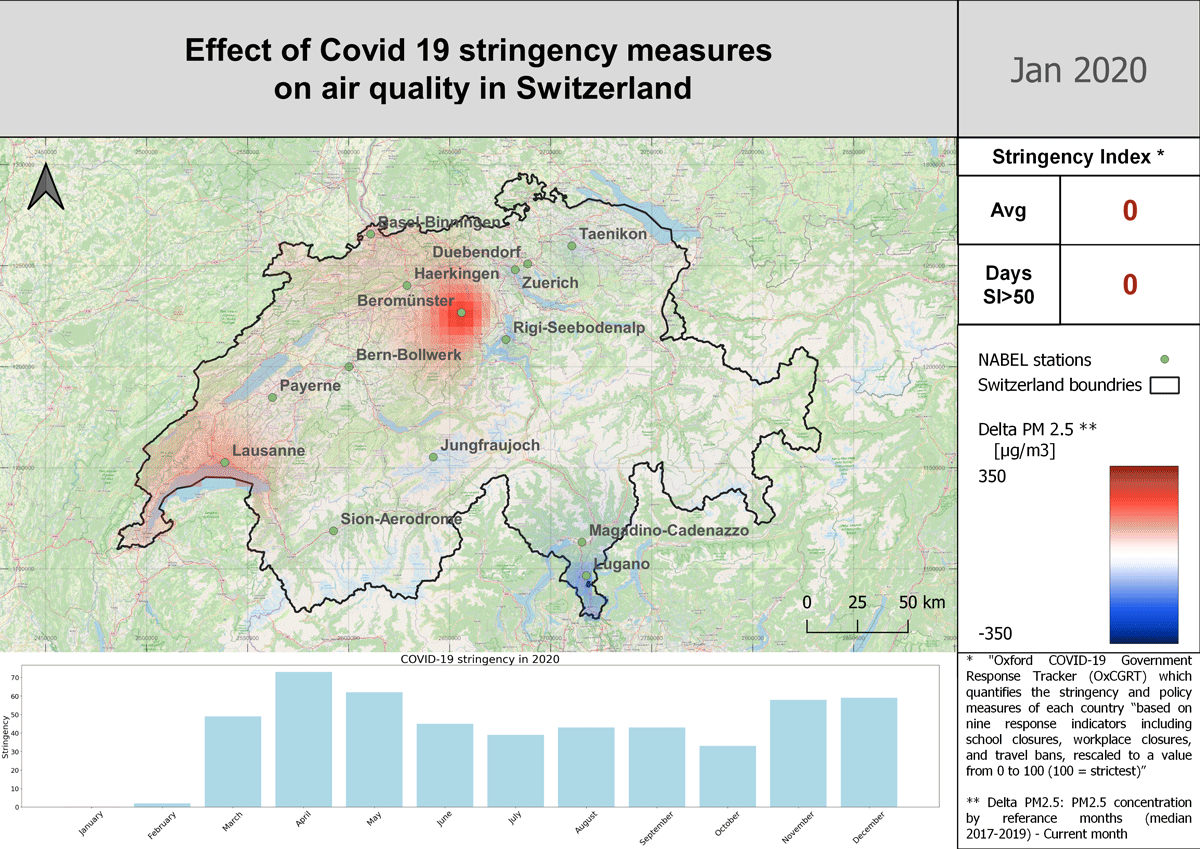 Effect of Covid 19 stringency measures
on air quality in Switzerland
Jan 2020
Stringency Index *
Avg
0
Days
SI>50
0
Basel-Binningen
Taenikon
Duebendorf
Haerkingen
Zuerich
Beromünster
Rigi-Seebodenalp
Bern-Bollwerk
Payerne
Jungfraujoch
Lausanne
Sion-Aerodrome
Magadino-Cadenazzo
Lugano
0 25 50 km
NABEL stations
Switzerland boundries
Delta PM 2.5 **
[µg/m3]
350
-350
COVID-19 stringency in 2020
Stringency
70
60
50
40
30
20
10
0
January
February
March
April
May
June
July
August
September
October
November
December
* "Oxford COVID-19 Government
Response Tracker (OxCGRT) which
quantifies the stringency and policy
measures of each country “based on
nine response indicators including
school closures, workplace closures,
and travel bans, rescaled to a value
from 0 to 100 (100 = strictest)”
** Delta PM2.5: PM2.5 concentration
by referance months (median
2017-2019) - Current month